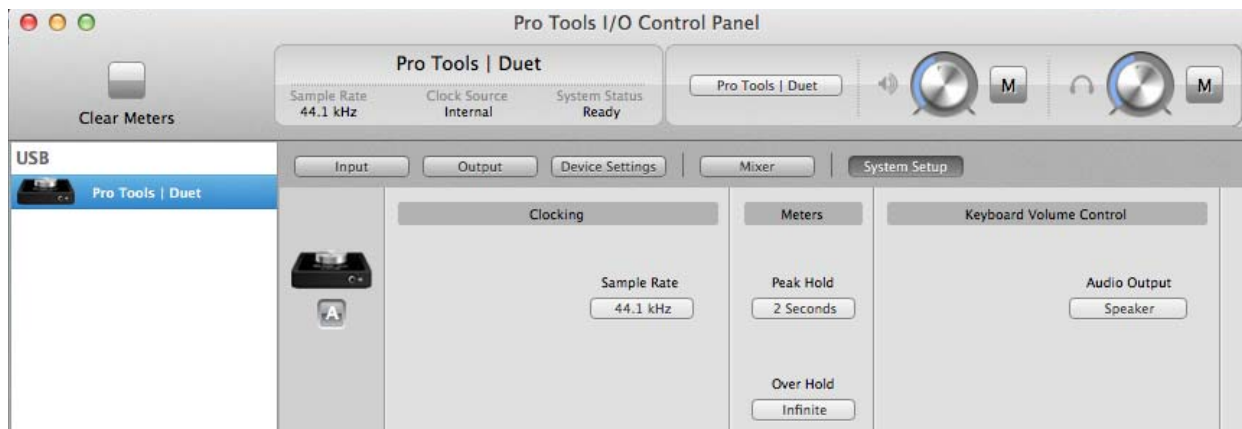 Pro Tools I/O Control Panel
Clear Meters
Pro Tools | Duet
Sample Rate
44.1 kHz
Clock Source
Internal
System Status
Ready
Pro Tools | Duet
M
M
USB
Pro Tools | Duet
Input
Output
Device Settings
Mixer
System Setup
A
Clocking
Sample Rate
44.1 kHz
Meters
Peak Hold
2 Seconds
Over Hold
Infinite
Keyboard Volume Control
Audio Output
Speaker